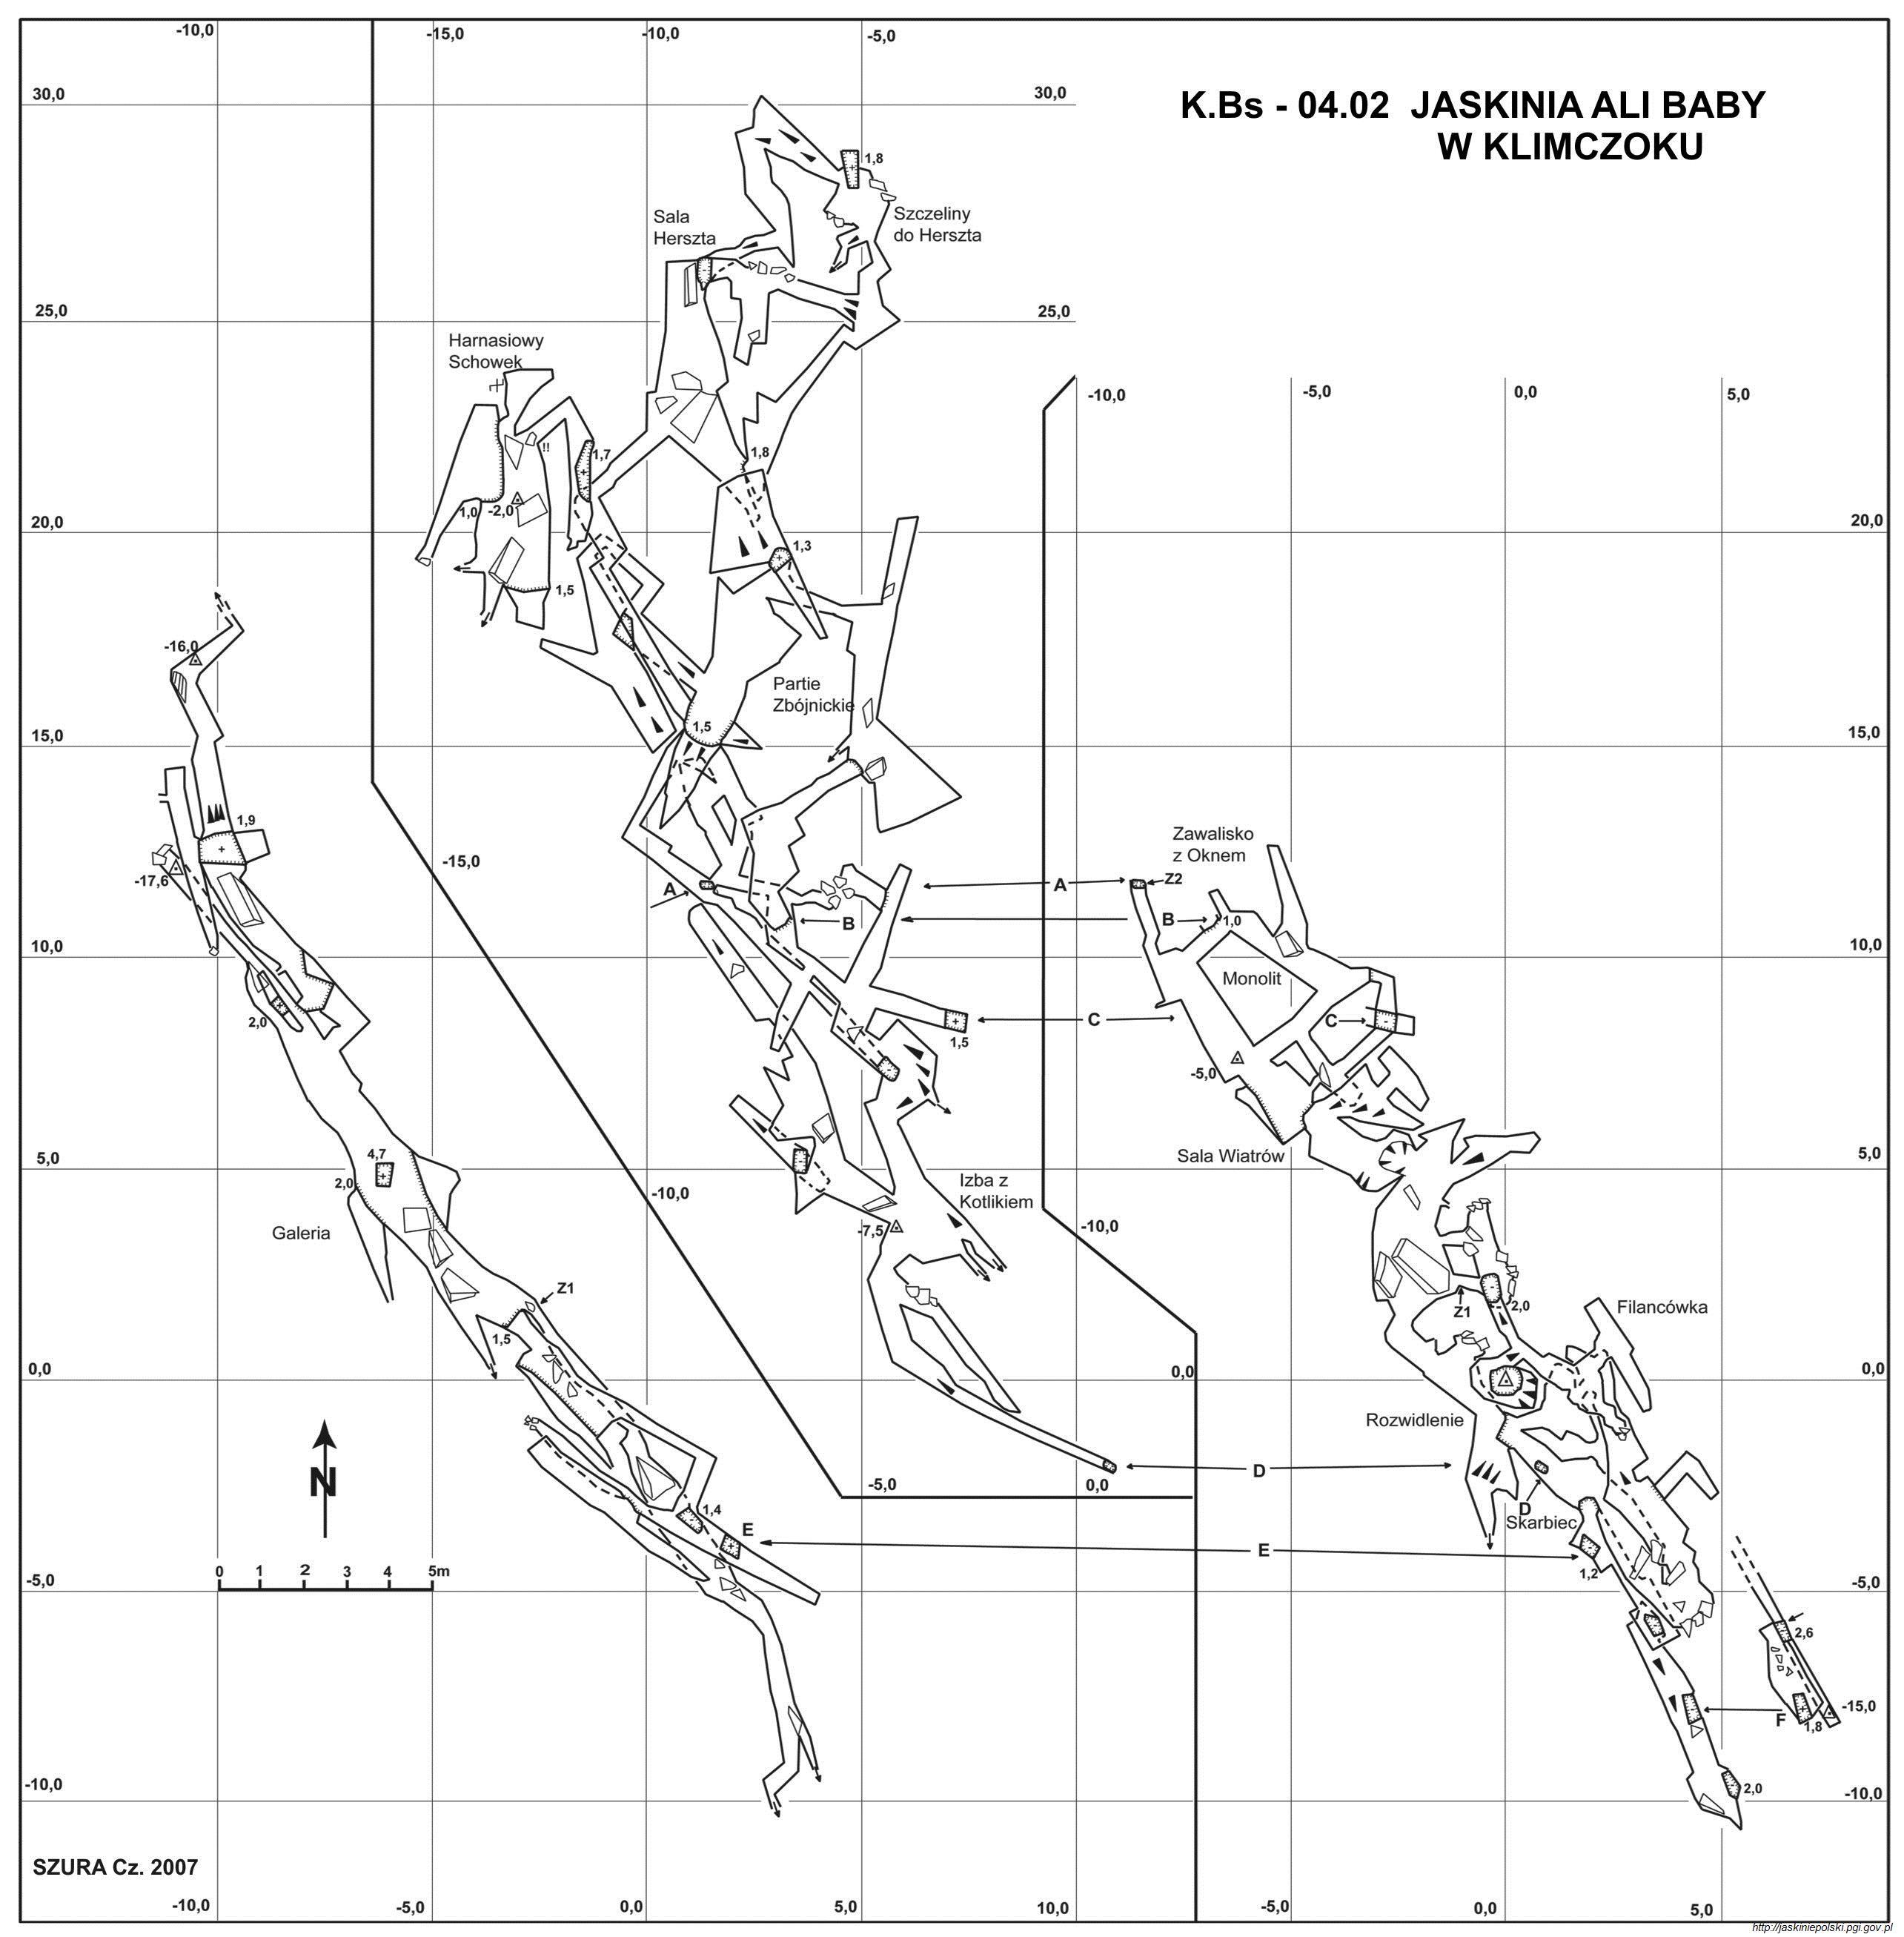 -10,0
-15,0
-10,0
-5,0
30,0
30,0
K.Bs - 04.02 JASKINIA ALI BABY
W KLIMCZOKU
1,8
Sala
Herszta
Szczeliny
do Herszta
25,0
25,0
Harnasiowy
Schowek
-10,0
-5,0
0,0
5,0
!!
1,7
1,8
1,0
-2,0
20,0
20,0
1,3
1,5
-16,0
Partie
Zbójnickie
1,5
15,0
15,0
1,9
-17,6
-15,0
Zawalisko
z Oknem
A
A
Z2
B
B
1,0
10,0
10,0
Monolit
2,0
C
C
1,5
-5,0
5,0
4,7
2,0
Sala Wiatrów
5,0
-10,0
Izba z
Kotlikiem
-7,5
-10,0
Galeria
Z1
1,5
Z1
2,0
Filancówka
0,0
0,0
0,0
Rozwidlenie
N
D
-5,0
0,0
D
Skarbiec
1,4
E
E
1,2
0 1 2 3 4 5m
-5,0
-5,0
2,6
F
1,8
-15,0
-10,0
2,0
-10,0
SZURA Cz. 2007
-10,0
-5,0
0,0
5,0
10,0
-5,0
0,0
5,0
http://jaskiniepolski.pgi.gov.pl